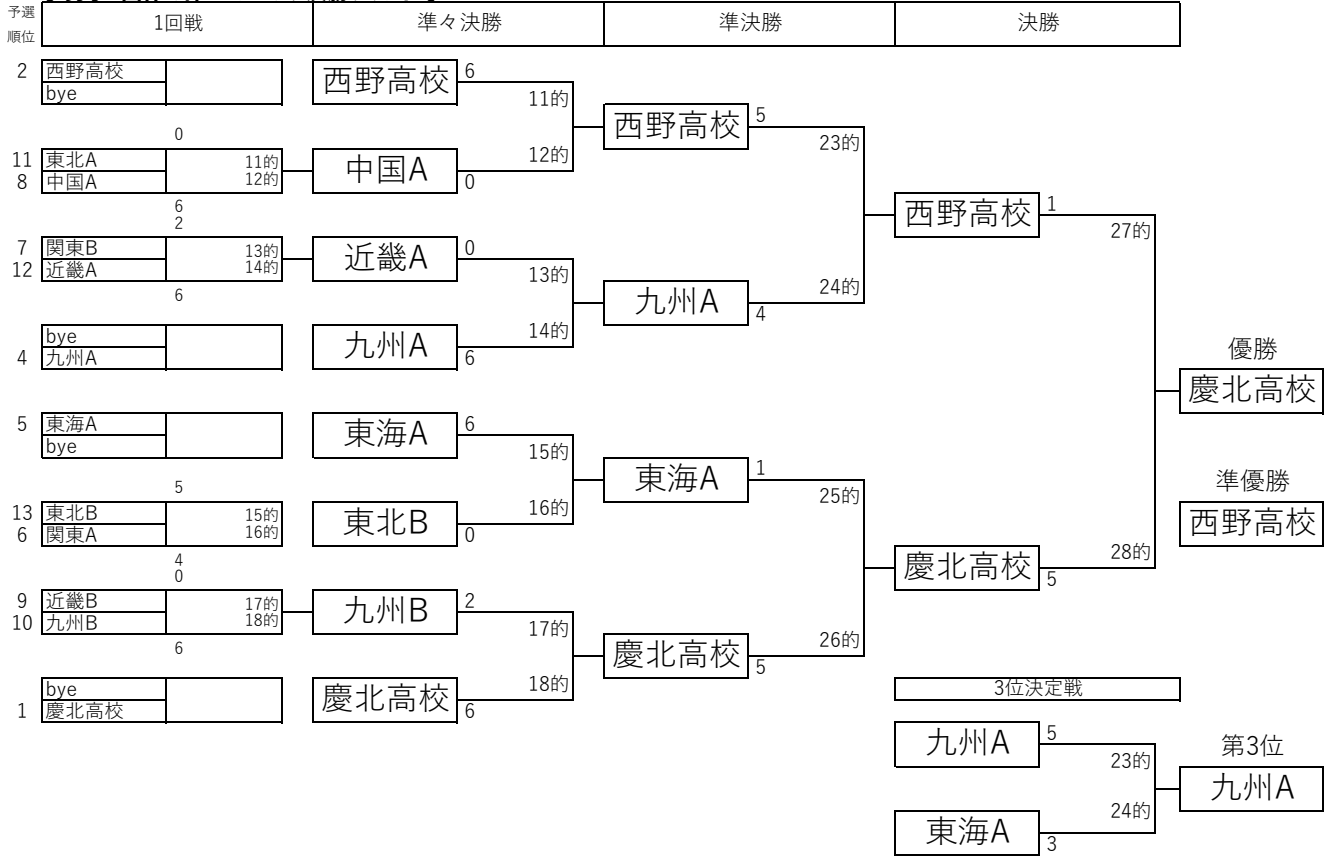 予選
順位
1回戦
準々決勝
準決勝
決勝
2
西野高校
bye
西野高校
6
11的
西野高校
5
23的
0
11
東北A
11的
8
中国A
12的
12的
中国A
0
西野高校
1
27的
6
2
7
関東B
13的
12
近畿A
14的
近畿A
0
13的
九州A
4
24的
6
bye
4
九州A
14的
九州A
6
優勝
慶北高校
5
東海A
bye
東海A
6
15的
東海A
1
25的
準優勝
西野高校
5
13
東北B
15的
6
関東A
16的
16的
東北B
0
慶北高校
5
28的
4
0
9
近畿B
17的
10
九州B
18的
九州B
2
17的
慶北高校
5
26的
6
bye
1
慶北高校
18的
慶北高校
6
3位決定戦
九州A
5
23的
第3位
九州A
24的
東海A
3